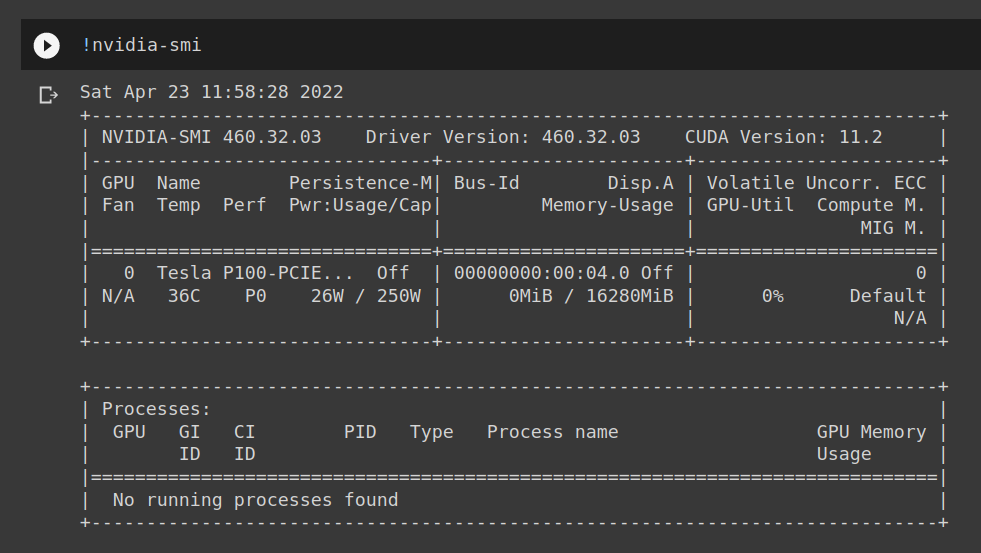 !nvidia-smi
Sat Apr 23 11:58:28 2022
+-----------------------------------------------------------------------------+
| NVIDIA-SMI 460.32.03    Driver Version: 460.32.03    CUDA Version: 11.2     |
|-------------------------------+----------------------+----------------------+
| GPU  Name        Persistence-M| Bus-Id        Disp.A | Volatile Uncorr. ECC |
| Fan  Temp  Perf  Pwr:Usage/Cap|         Memory-Usage | GPU-Util  Compute M. |
|                               |                      |               MIG M. |
|===============================+======================+======================|
|   0  Tesla P100-PCIE...  Off  | 00000000:00:04.0 Off |                    0 |
| N/A   36C    P0    26W / 250W |      0MiB / 16280MiB |      0%      Default |
|                               |                      |                  N/A |
+-------------------------------+----------------------+----------------------+

+-----------------------------------------------------------------------------+
| Processes:                                                                  |
|  GPU   GI   CI        PID   Type   Process name                  GPU Memory |
|        ID   ID                                                   Usage      |
|=============================================================================|
|  No running processes found                                                 |
+-----------------------------------------------------------------------------+